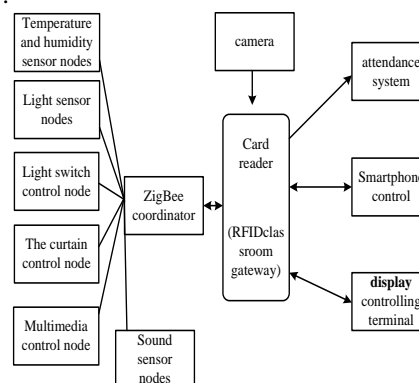 :
Temperature
and humidity
sensor nodes
Light sensor
nodes
Light switch
control node
The curtain
control node
Multimedia
control node
ZigBee
coordinator
Sound
sensor
nodes
camera
Card
reader
(RFIDclas
sroom
gateway)
attendance
system
Smartphone
control
display
controlling
terminal